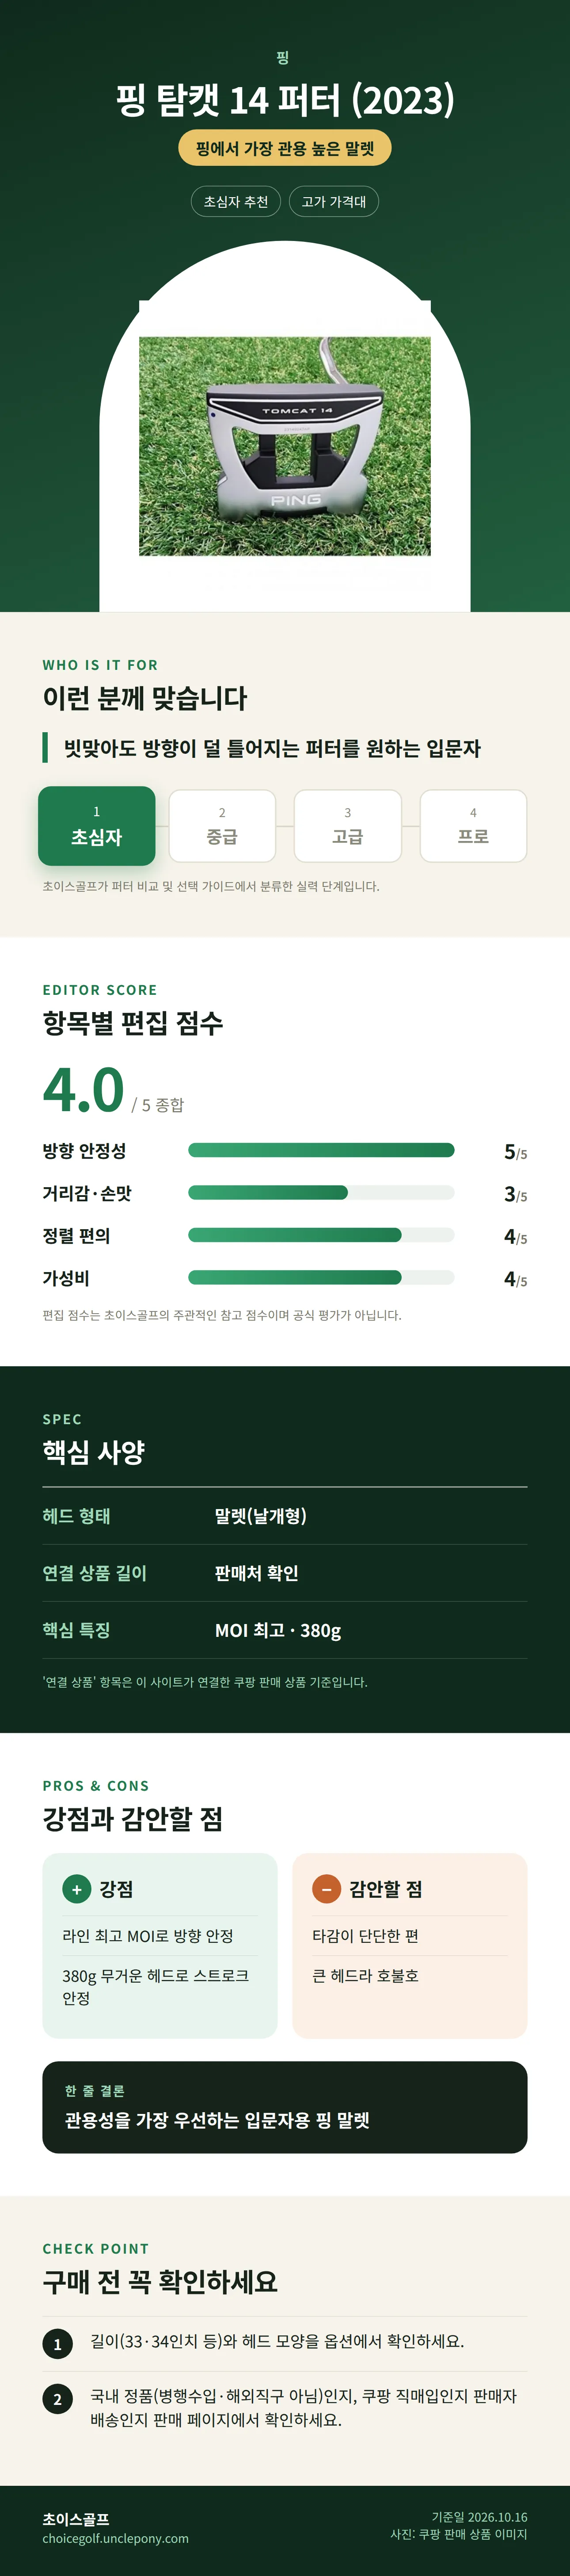 핑
핑 탐캣 14 퍼터 (2023)
핑에서 가장 관용 높은 말렛
초심자 추천
고가 가격대
TOMCAT 14
PING
WHO IS IT FOR
이런 분께 맞습니다
빗맞아도 방향이 덜 틀어지는 퍼터를 원하는 입문자
1
초심자
2
중급
3
고급
4
프로
초이스골프가 퍼터 비교 및 선택 가이드에서 분류한 실력 단계입니다.
EDITOR SCORE
항목별 편집 점수
4.0 / 5 종합
방향 안정성 5/5
거리감·손맛 3/5
정렬 편의 4/5
가성비 4/5
편집 점수는 초이스골프의 주관적인 참고 점수이며 공식 평가가 아닙니다.
SPEC
핵심 사양
헤드 형태 말렛(날개형)
연결 상품 길이 판매처 확인
핵심 특징 MOI 최고 · 380g
'연결 상품' 항목은 이 사이트가 연결한 쿠팡 판매 상품 기준입니다.
PROS & CONS
강점과 감안할 점
+ 강점
라인 최고 MOI로 방향 안정
380g 무거운 헤드로 스트로크
안정
− 감안할 점
타감이 단단한 편
큰 헤드라 호불호
한 줄 결론
관용성을 가장 우선하는 입문자용 핑 말렛
CHECK POINT
구매 전 꼭 확인하세요
1 길이(33·34인치 등)와 헤드 모양을 옵션에서 확인하세요.
2 국내 정품(병행수입·해외직구 아님)인지, 쿠팡 직매입인지 판매자
배송인지 판매 페이지에서 확인하세요.
초이스골프
choicegolf.unclepony.com
기준일 2026.10.16
사진: 쿠팡 판매 상품 이미지